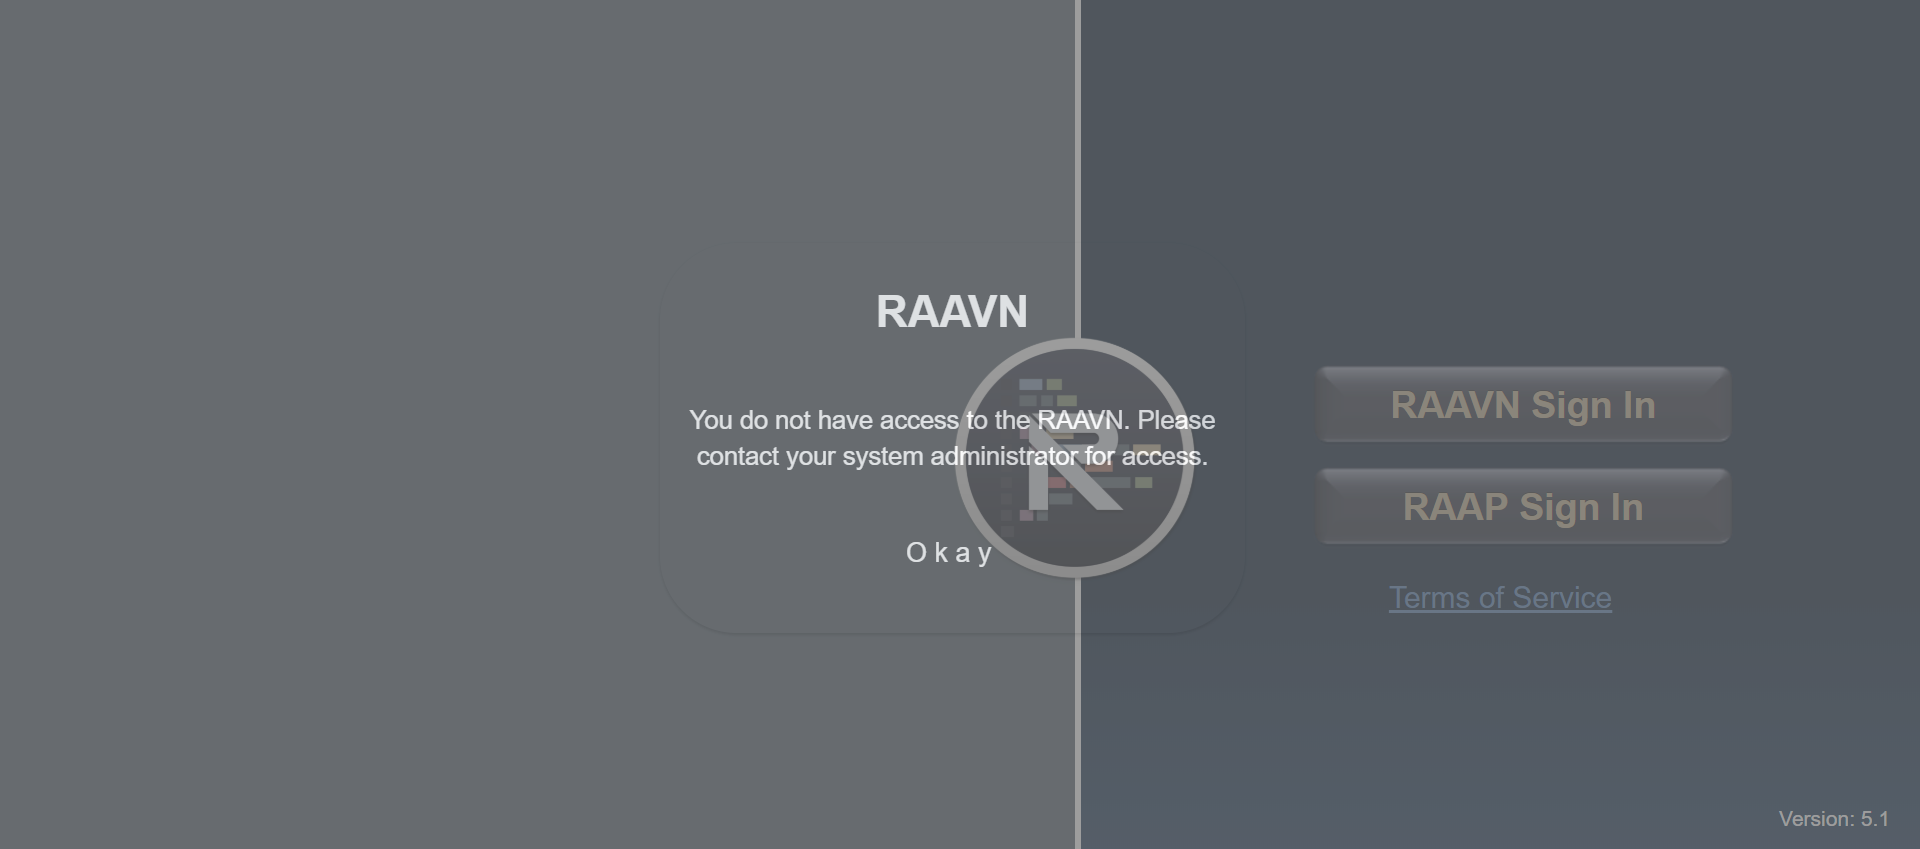 RAAVN
You do not have access to the RAAVN. Please
contact your system administrator for access.
Okay
RAAVN Sign In
RAAP Sign In
Terms of Service
Version: 5.1